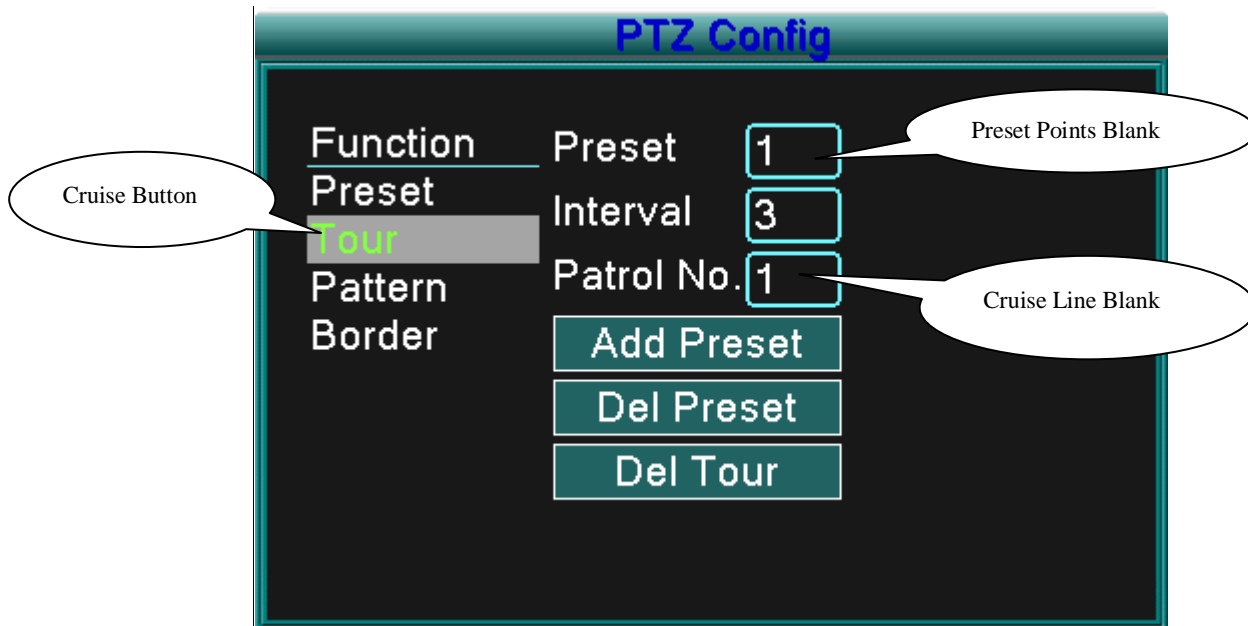 PTZ Config
Function
Preset
Tour
Pattern
Border
Preset 1
Interval 3
Patrol No. 1
Add Preset
Del Preset
Del Tour
Cruise Button
Preset Points Blank
Cruise Line Blank